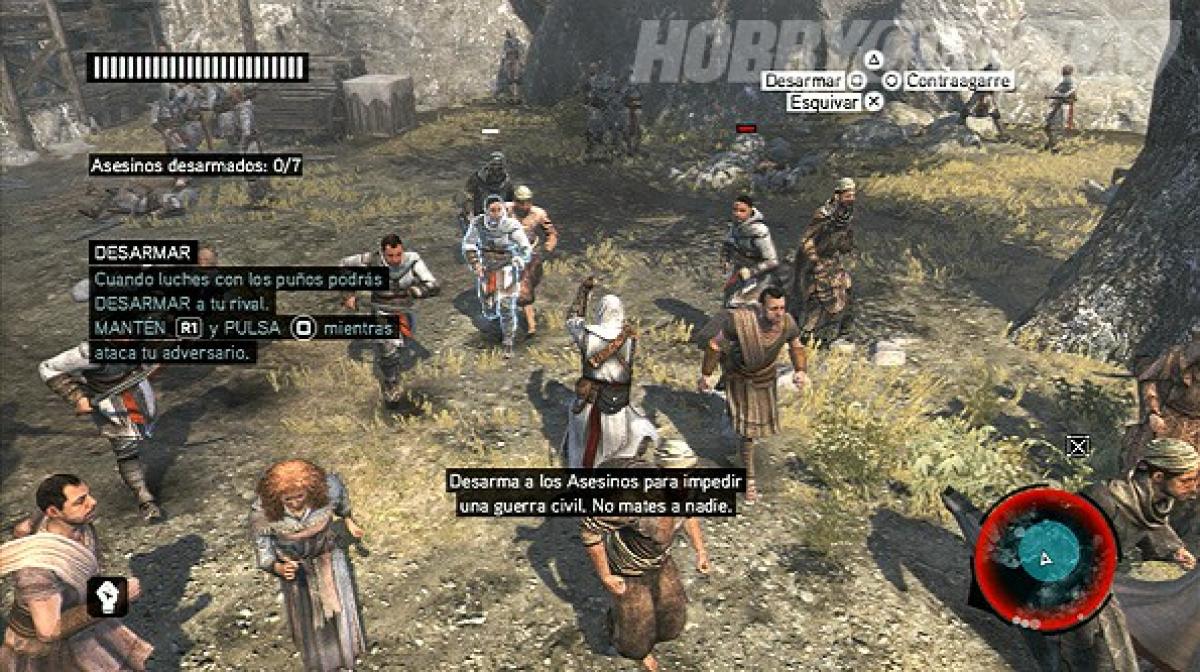 HOBBYCONSOLAS
Desarmar
Contraagarre
Esquivar
Asesinos desarmados: 0/7
DESARMAR
Cuando luches con los puños podrás
DESARMAR a tu rival.
MANTÉN R1 y PULSA mientras
ataca tu adversario.
Desarma a los Asesinos para impedir
una guerra civil. No mates a nadie.